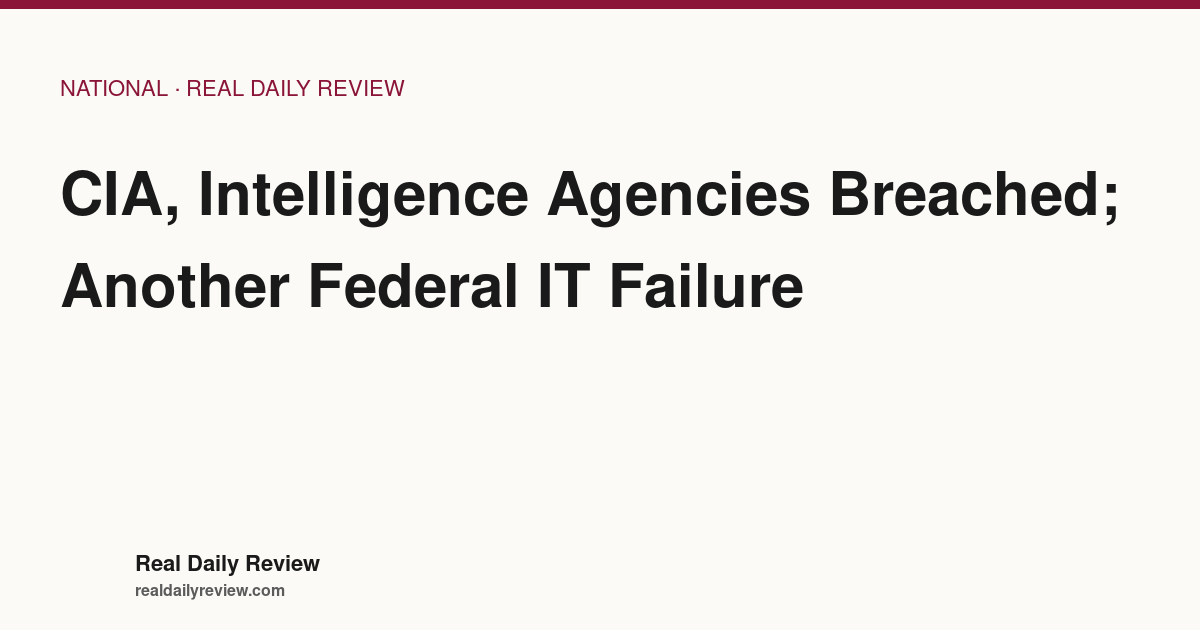 NATIONAL · REAL DAILY REVIEW
CIA, Intelligence Agencies Breached;
Another Federal IT Failure
Real Daily Review
realdailyreview.com